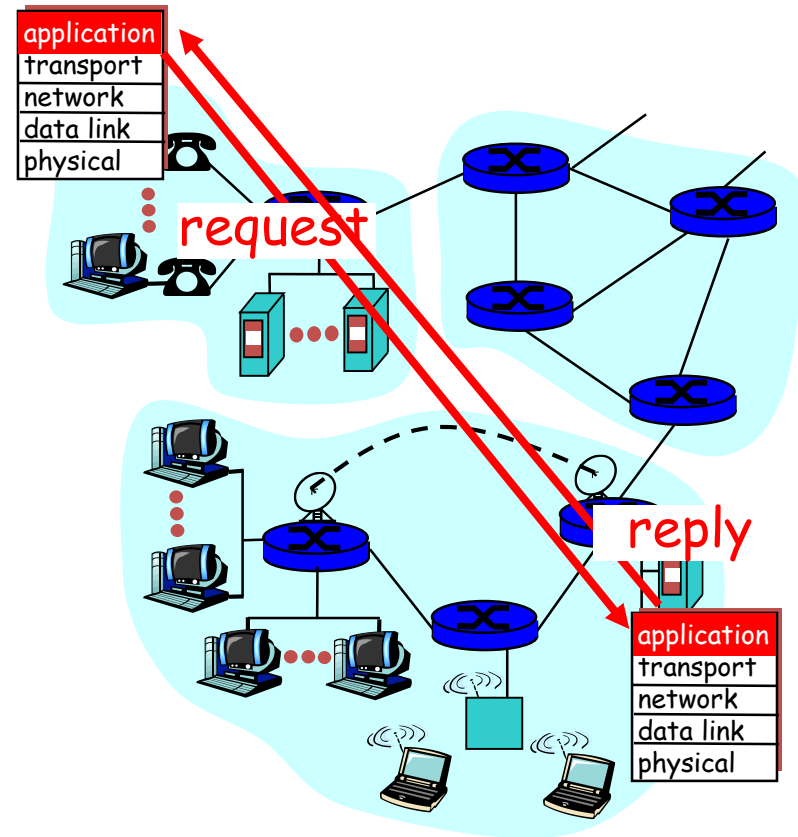 application
transport
network
data link
physical
request
reply
application
transport
network
data link
physical